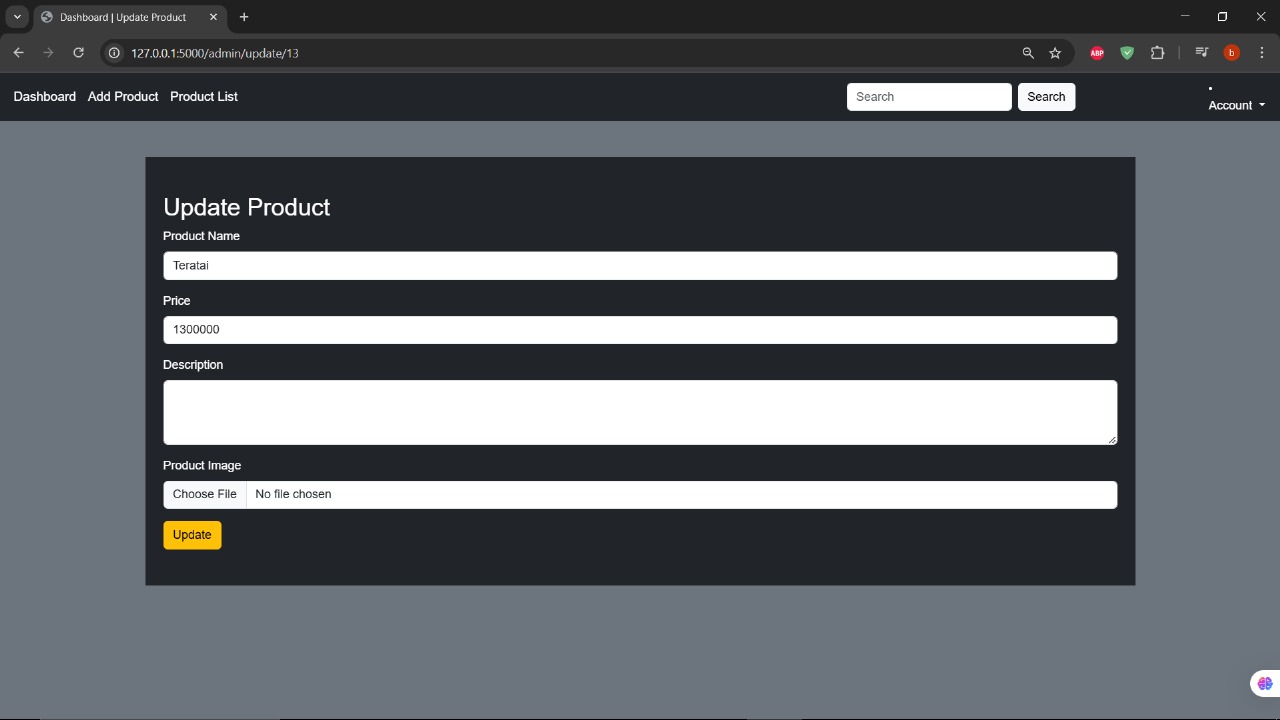 Dashboard | Update Product
127.0.0.1:5000/admin/update/13
ABP
b
Dashboard Add Product Product List Search Search Account
Update Product
Product Name
Teratai
Price
1300000
Description
Product Image
Choose File No file chosen
Update